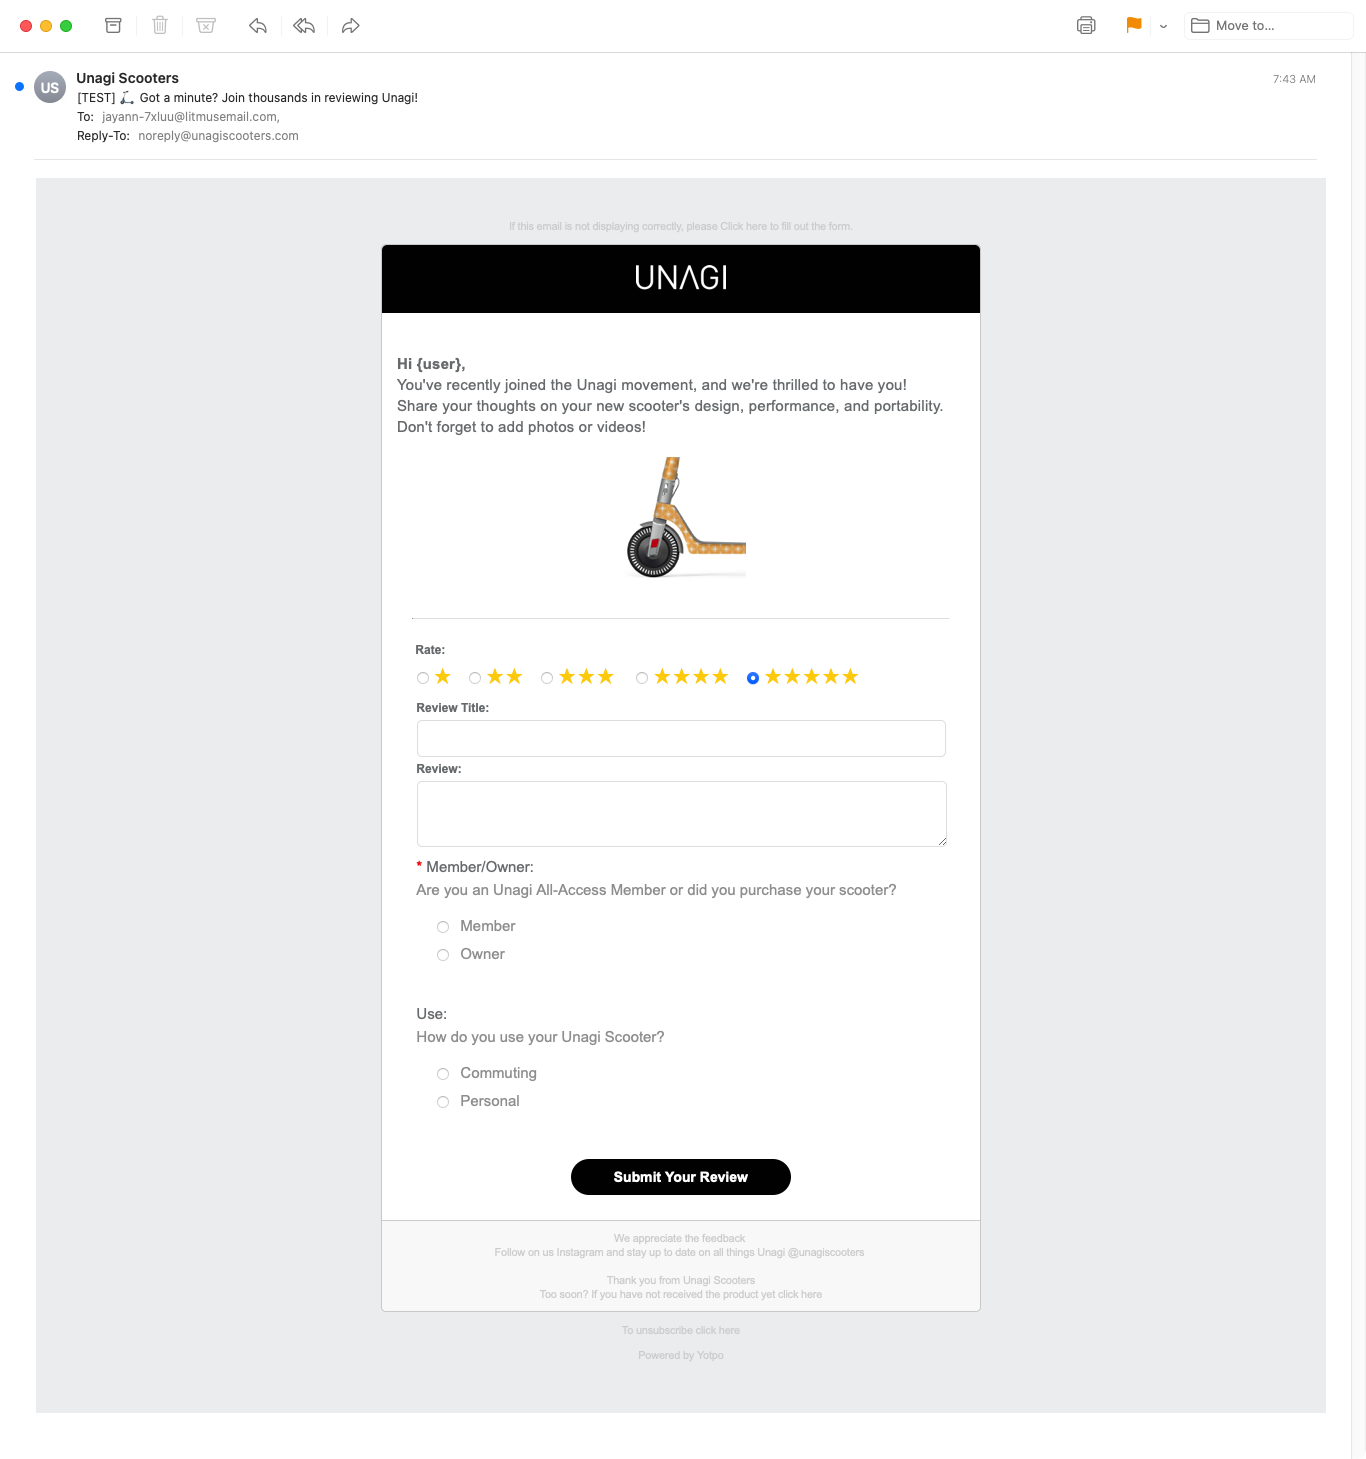 Move to...
Unagi Scooters
7:43 AM
US
[TEST] 🛴 Got a minute? Join thousands in reviewing Unagi!
To: jayann-7xluu@litmusemail.com,
Reply-To: noreply@unagiscooters.com
If this email is not displaying correctly, please Click here to fill out the form.
UNAGI
Hi {user},
You've recently joined the Unagi movement, and we're thrilled to have you!
Share your thoughts on your new scooter's design, performance, and portability.
Don't forget to add photos or videos!
Rate:
Review Title:
Review:
* Member/Owner:
Are you an Unagi All-Access Member or did you purchase your scooter?
Member
Owner
Use:
How do you use your Unagi Scooter?
Commuting
Personal
Submit Your Review
We appreciate the feedback
Follow on us Instagram and stay up to date on all things Unagi @unagiscooters
Thank you from Unagi Scooters
Too soon? If you have not received the product yet click here
To unsubscribe click here
Powered by Yotpo